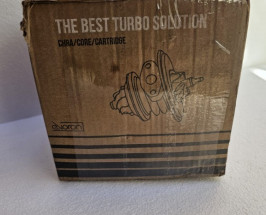 THE BEST TURBO SOLUTION
CHRA/CORE/CARTRIDGE